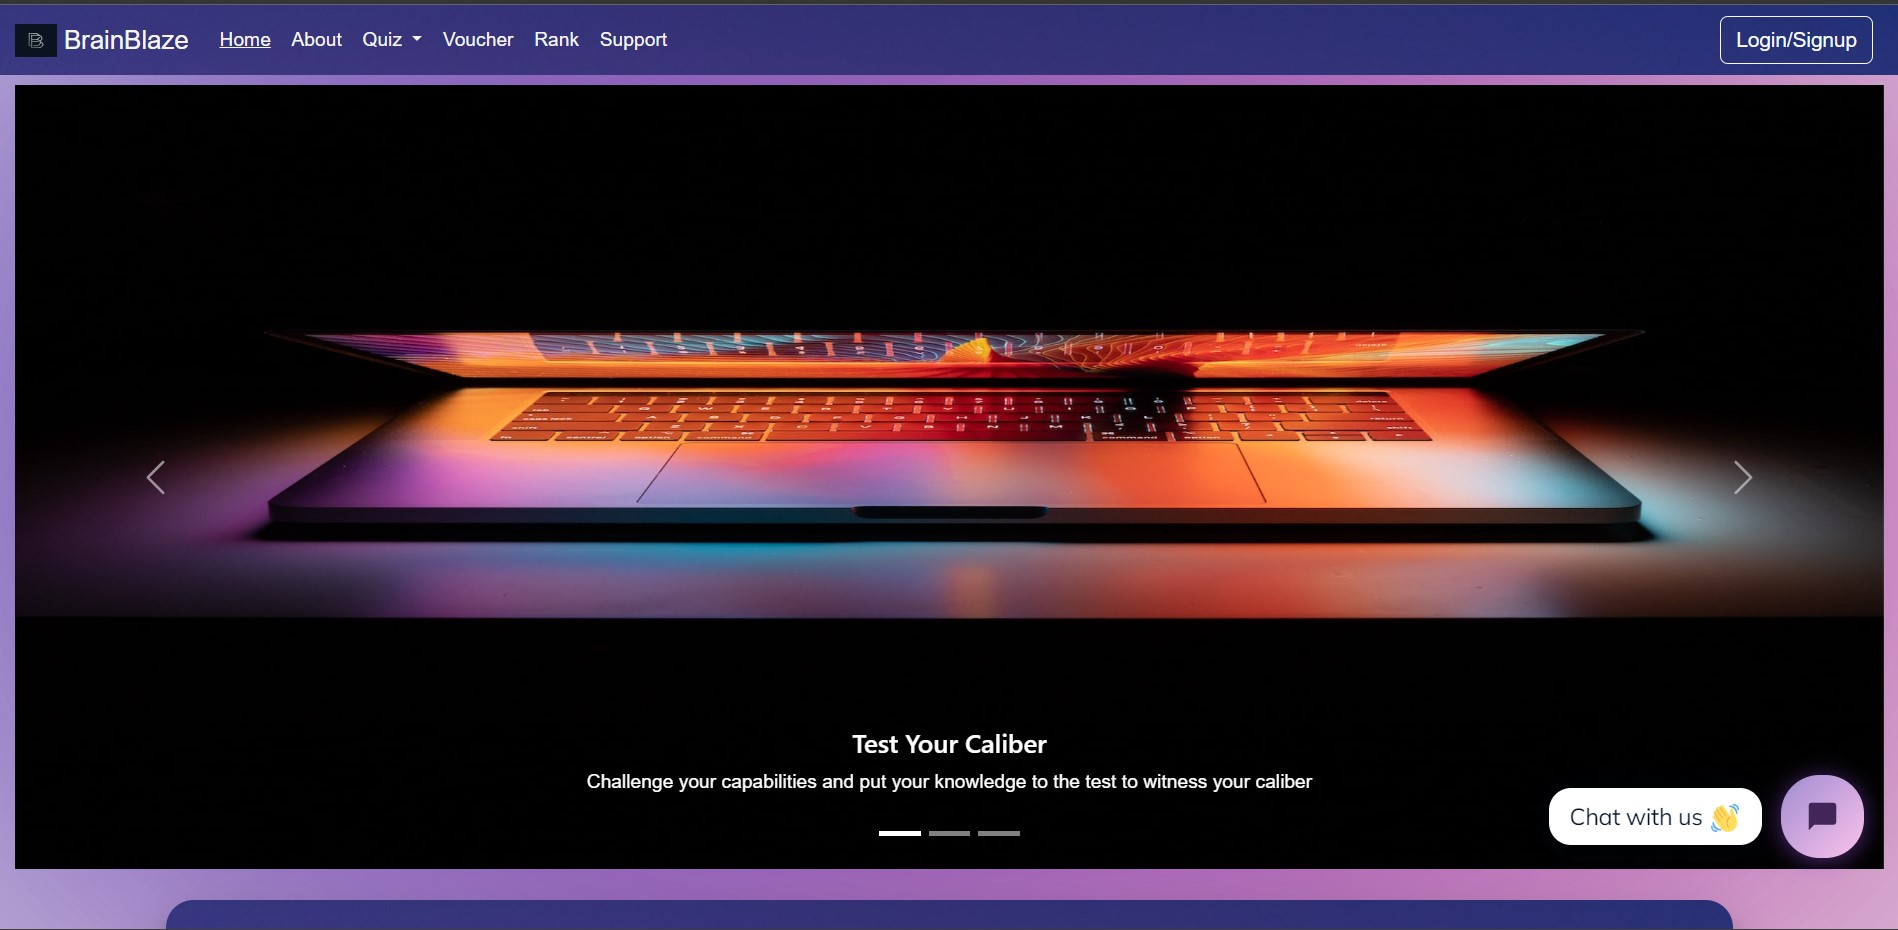 BrainBlaze Home About Quiz Voucher Rank Support Login/Signup
Test Your Caliber
Challenge your capabilities and put your knowledge to the test to witness your caliber
Chat with us 👋